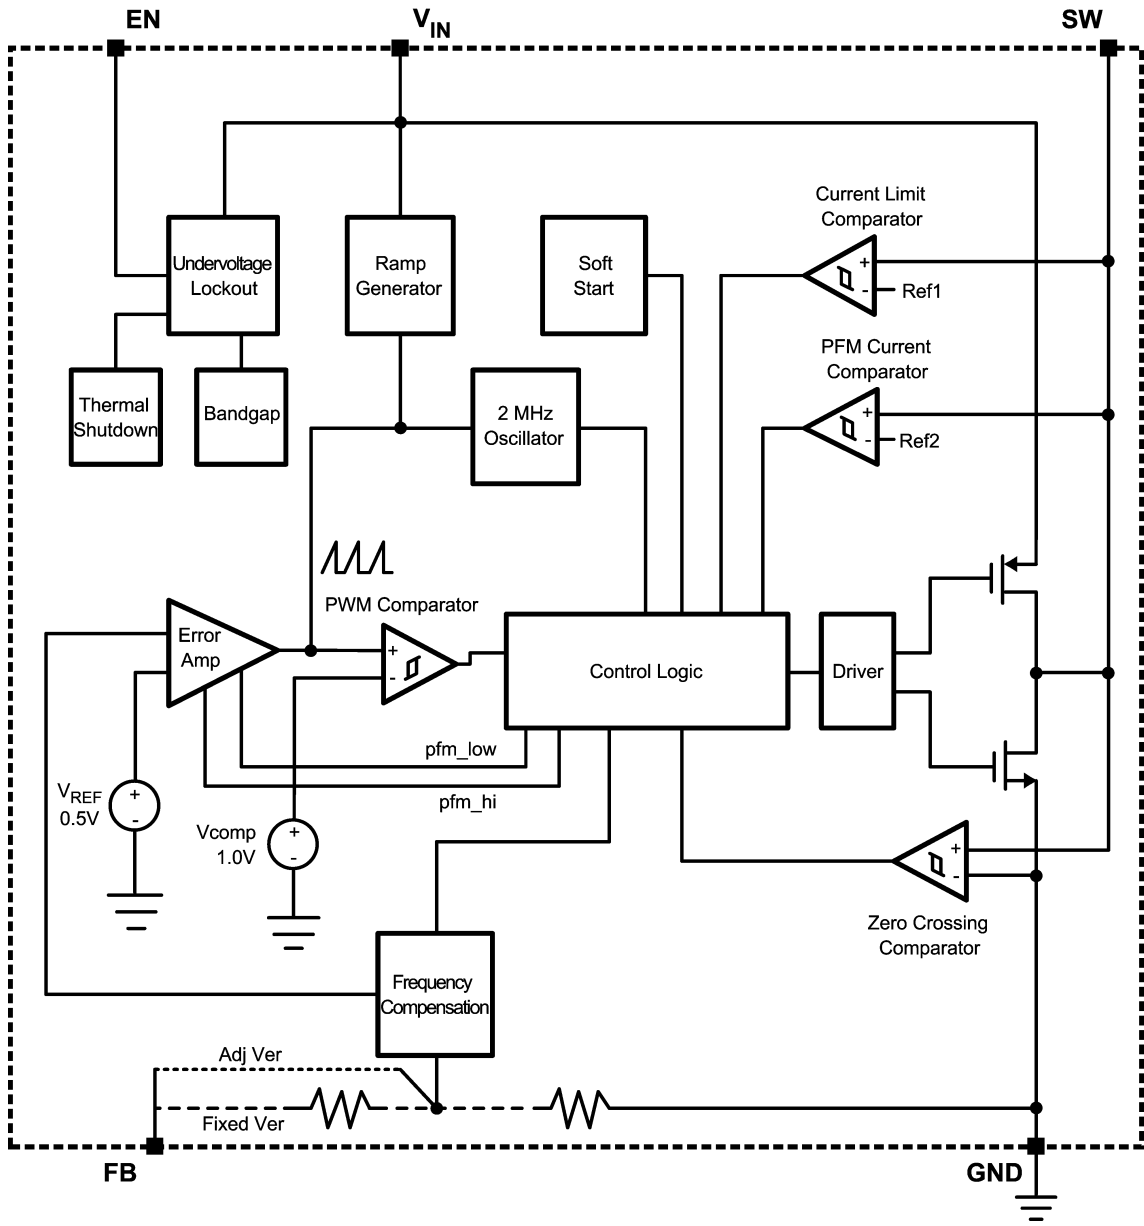 EN
VIN
SW
Current Limit
Comparator
+
-
Ref1
Undervoltage
Lockout
Ramp
Generator
Soft
Start
PFM Current
Comparator
+
-
Ref2
Thermal
Shutdown
Bandgap
2 MHz
Oscillator
PWM Comparator
+
-
Error
Amp
Control Logic
Driver
pfm_low
pfm_hi
VREF
0.5V
+
-
Vcomp
1.0V
+
-
+
-
Zero Crossing
Comparator
Frequency
Compensation
Adj Ver
Fixed Ver
FB
GND